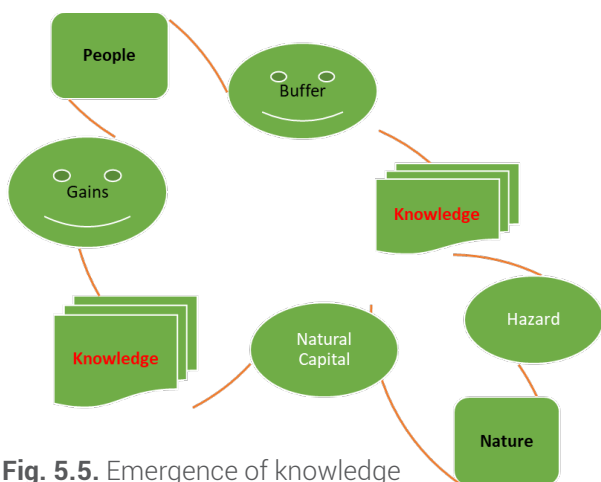 People
Buffer
Gains
Knowledge
Hazard
Natural
Capital
Knowledge
Nature
Fig. 5.5. Emergence of knowledge